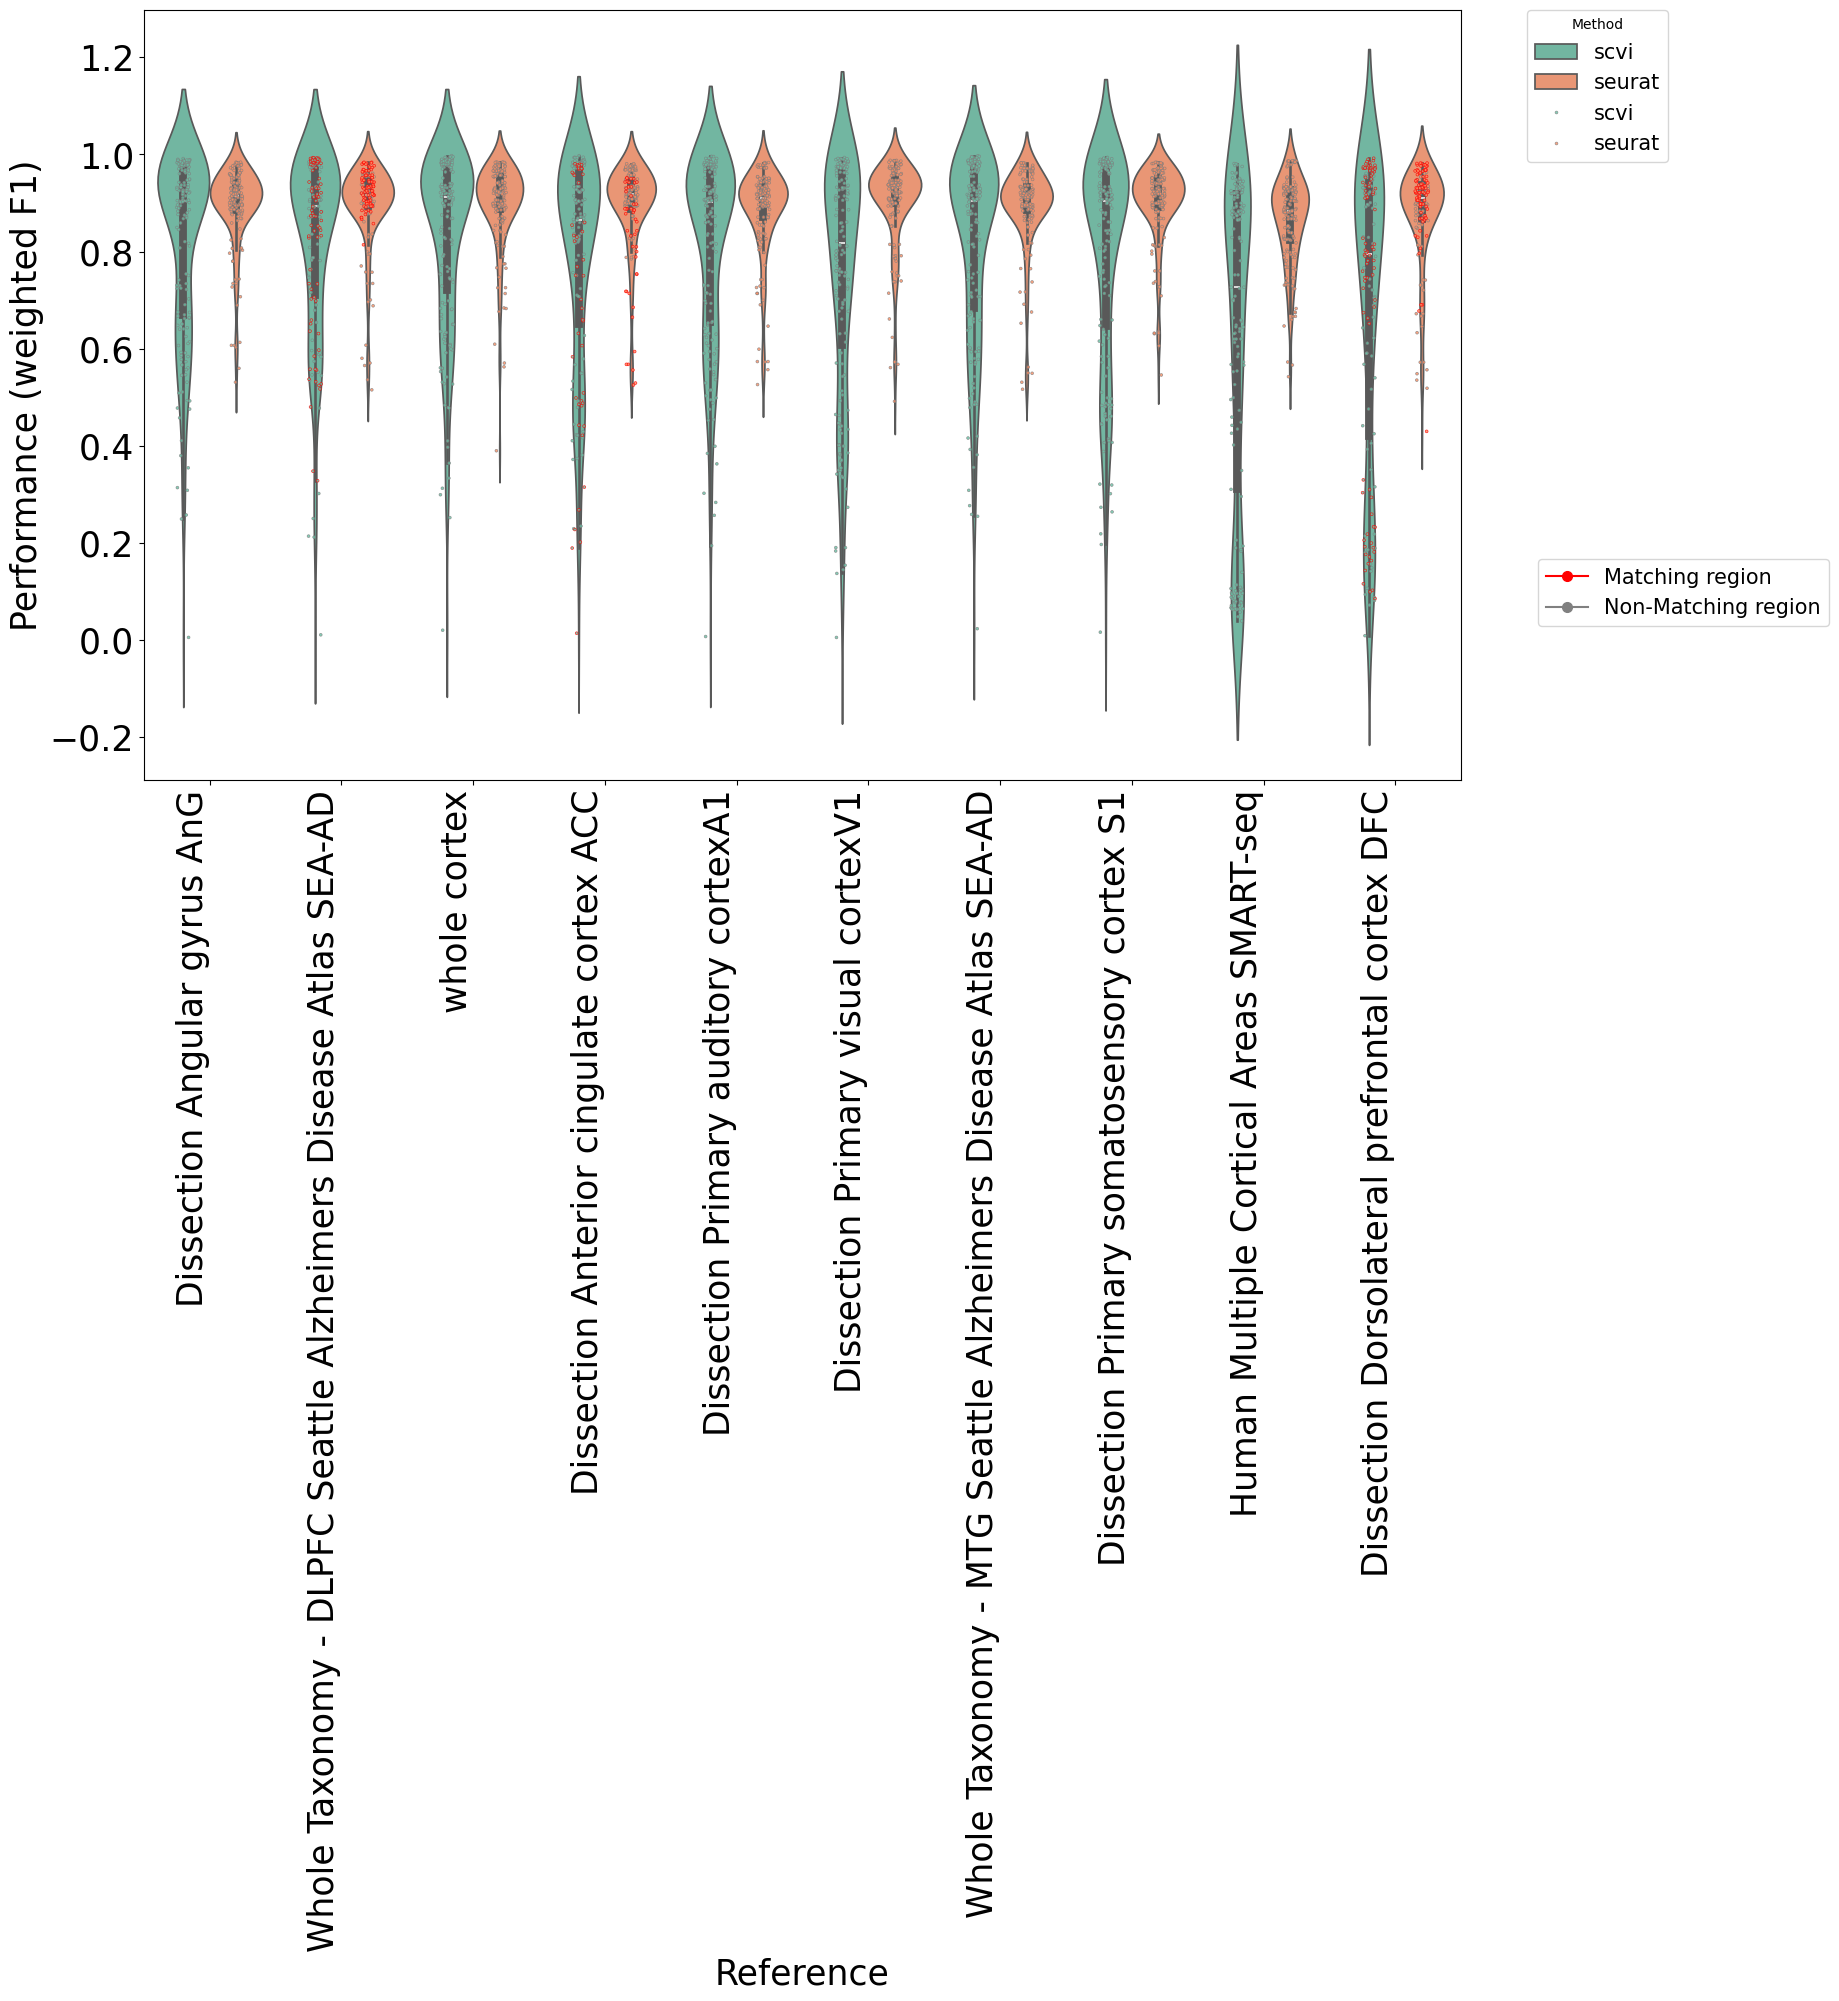 Performance (weighted F1)
1.2
1.0
0.8
0.6
0.4
0.2
0.0
−0.2
Method
scvi
seurat
scvi
seurat
Matching region
Non-Matching region
Dissection Angular gyrus AnG
Whole Taxonomy - DLPFC Seattle Alzheimers Disease Atlas SEA-AD
whole cortex
Dissection Anterior cingulate cortex ACC
Dissection Primary auditory cortexA1
Dissection Primary visual cortexV1
Whole Taxonomy - MTG Seattle Alzheimers Disease Atlas SEA-AD
Dissection Primary somatosensory cortex S1
Human Multiple Cortical Areas SMART-seq
Dissection Dorsolateral prefrontal cortex DFC
Reference